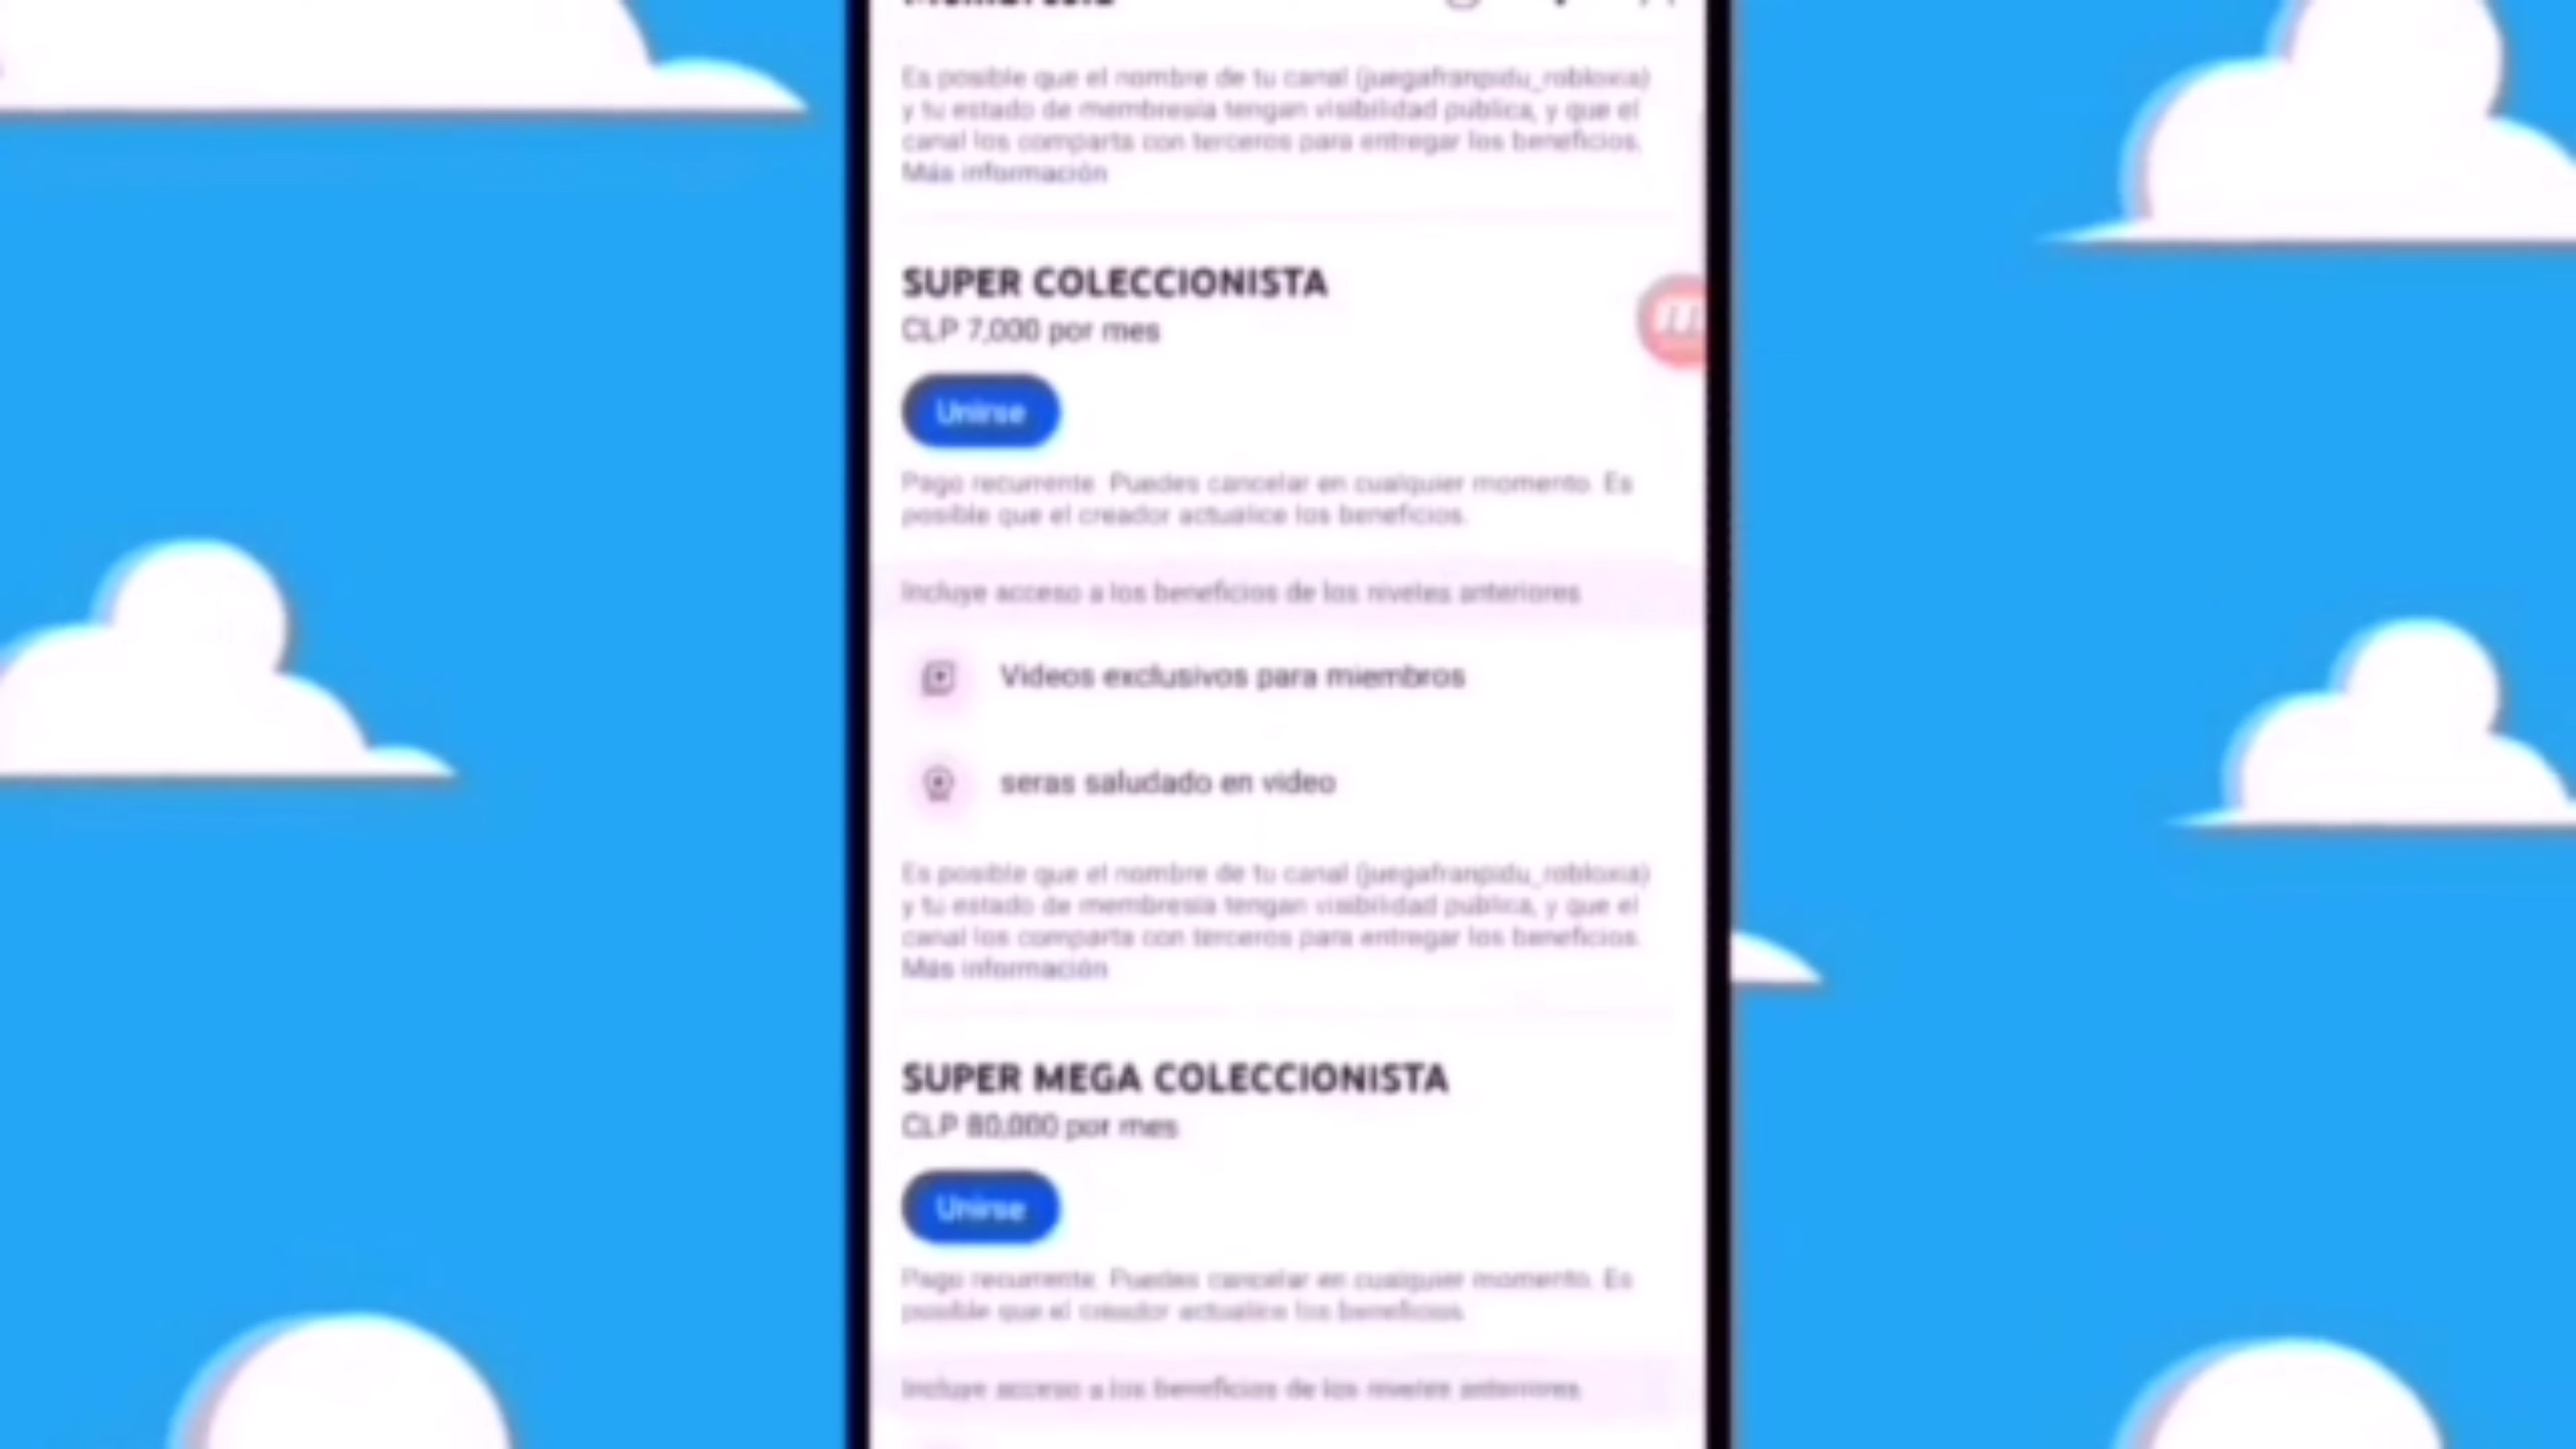 Es posible que el nombre de tu canal (juegafranpidu_robloxia)
y tu estado de membresía tengan visibilidad pública, y que el
canal los comparta con terceros para entregar los beneficios.
Más información
SUPER COLECCIONISTA
CLP 7,000 por mes
Unirse
Pago recurrente. Puedes cancelar en cualquier momento. Es
posible que el creador actualice los beneficios.
Incluye acceso a los beneficios de los niveles anteriores
Videos exclusivos para miembros
seras saludado en video
Es posible que el nombre de tu canal (juegafranpidu_robloxia)
y tu estado de membresía tengan visibilidad pública, y que el
canal los comparta con terceros para entregar los beneficios.
Más información
SUPER MEGA COLECCIONISTA
CLP 80,000 por mes
Unirse
Pago recurrente. Puedes cancelar en cualquier momento. Es
posible que el creador actualice los beneficios.
Incluye acceso a los beneficios de los niveles anteriores